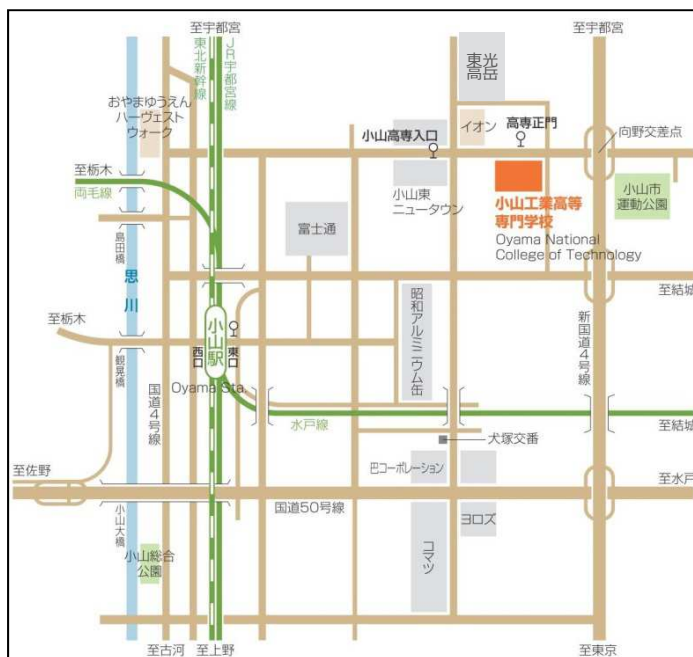 至宇都宮
至宇都宮
東北新幹線
JR宇都宮線
東光
高岳
おやまゆうえん
ハーヴェスト
ウォーク
小山高専入口
イオン
高専正門
向野交差点
至栃木
両毛線
小山東
ニュータウン
小山工業高等
専門学校
Oyama National
College of Technology
小山市
運動公園
富士通
島田橋
思川
至結城
昭和アルミニウム缶
新国道4号線
至栃木
小山駅
西口
東口
観晃橋
Oyama Sta.
国道4号線
水戸線
至結城
犬塚交番
至佐野
巴コーポレーション
至水戸
国道50号線
小山大橋
コマツ
ヨロズ
小山総合
公園
至古河
至上野
至東京